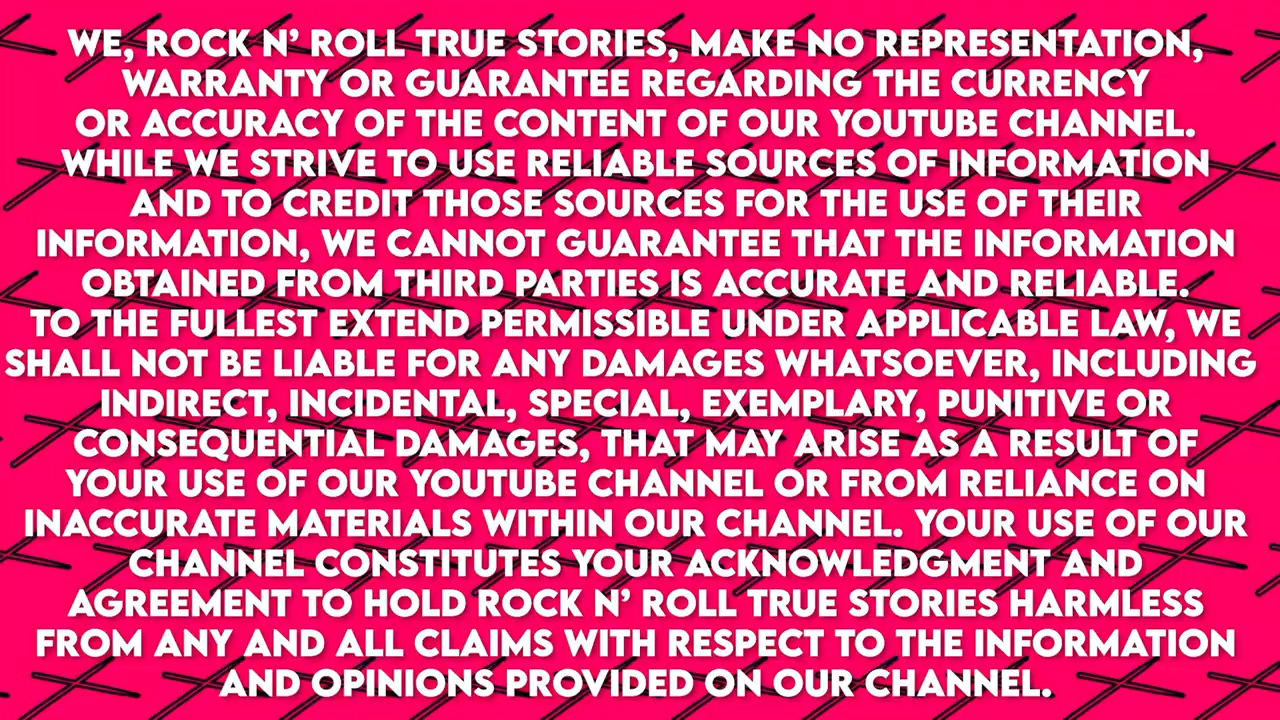 WE, ROCK N' ROLL TRUE STORIES, MAKE NO REPRESENTATION,
WARRANTY OR GUARANTEE REGARDING THE CURRENCY
OR ACCURACY OF THE CONTENT OF OUR YOUTUBE CHANNEL.
WHILE WE STRIVE TO USE RELIABLE SOURCES OF INFORMATION
AND TO CREDIT THOSE SOURCES FOR THE USE OF THEIR
INFORMATION, WE CANNOT GUARANTEE THAT THE INFORMATION
OBTAINED FROM THIRD PARTIES IS ACCURATE AND RELIABLE.
TO THE FULLEST EXTEND PERMISSIBLE UNDER APPLICABLE LAW, WE
SHALL NOT BE LIABLE FOR ANY DAMAGES WHATSOEVER, INCLUDING
INDIRECT, INCIDENTAL, SPECIAL, EXEMPLARY, PUNITIVE OR
CONSEQUENTIAL DAMAGES, THAT MAY ARISE AS A RESULT OF
YOUR USE OF OUR YOUTUBE CHANNEL OR FROM RELIANCE ON
INACCURATE MATERIALS WITHIN OUR CHANNEL. YOUR USE OF OUR
CHANNEL CONSTITUTES YOUR ACKNOWLEDGMENT AND
AGREEMENT TO HOLD ROCK N' ROLL TRUE STORIES HARMLESS
FROM ANY AND ALL CLAIMS WITH RESPECT TO THE INFORMATION
AND OPINIONS PROVIDED ON OUR CHANNEL.